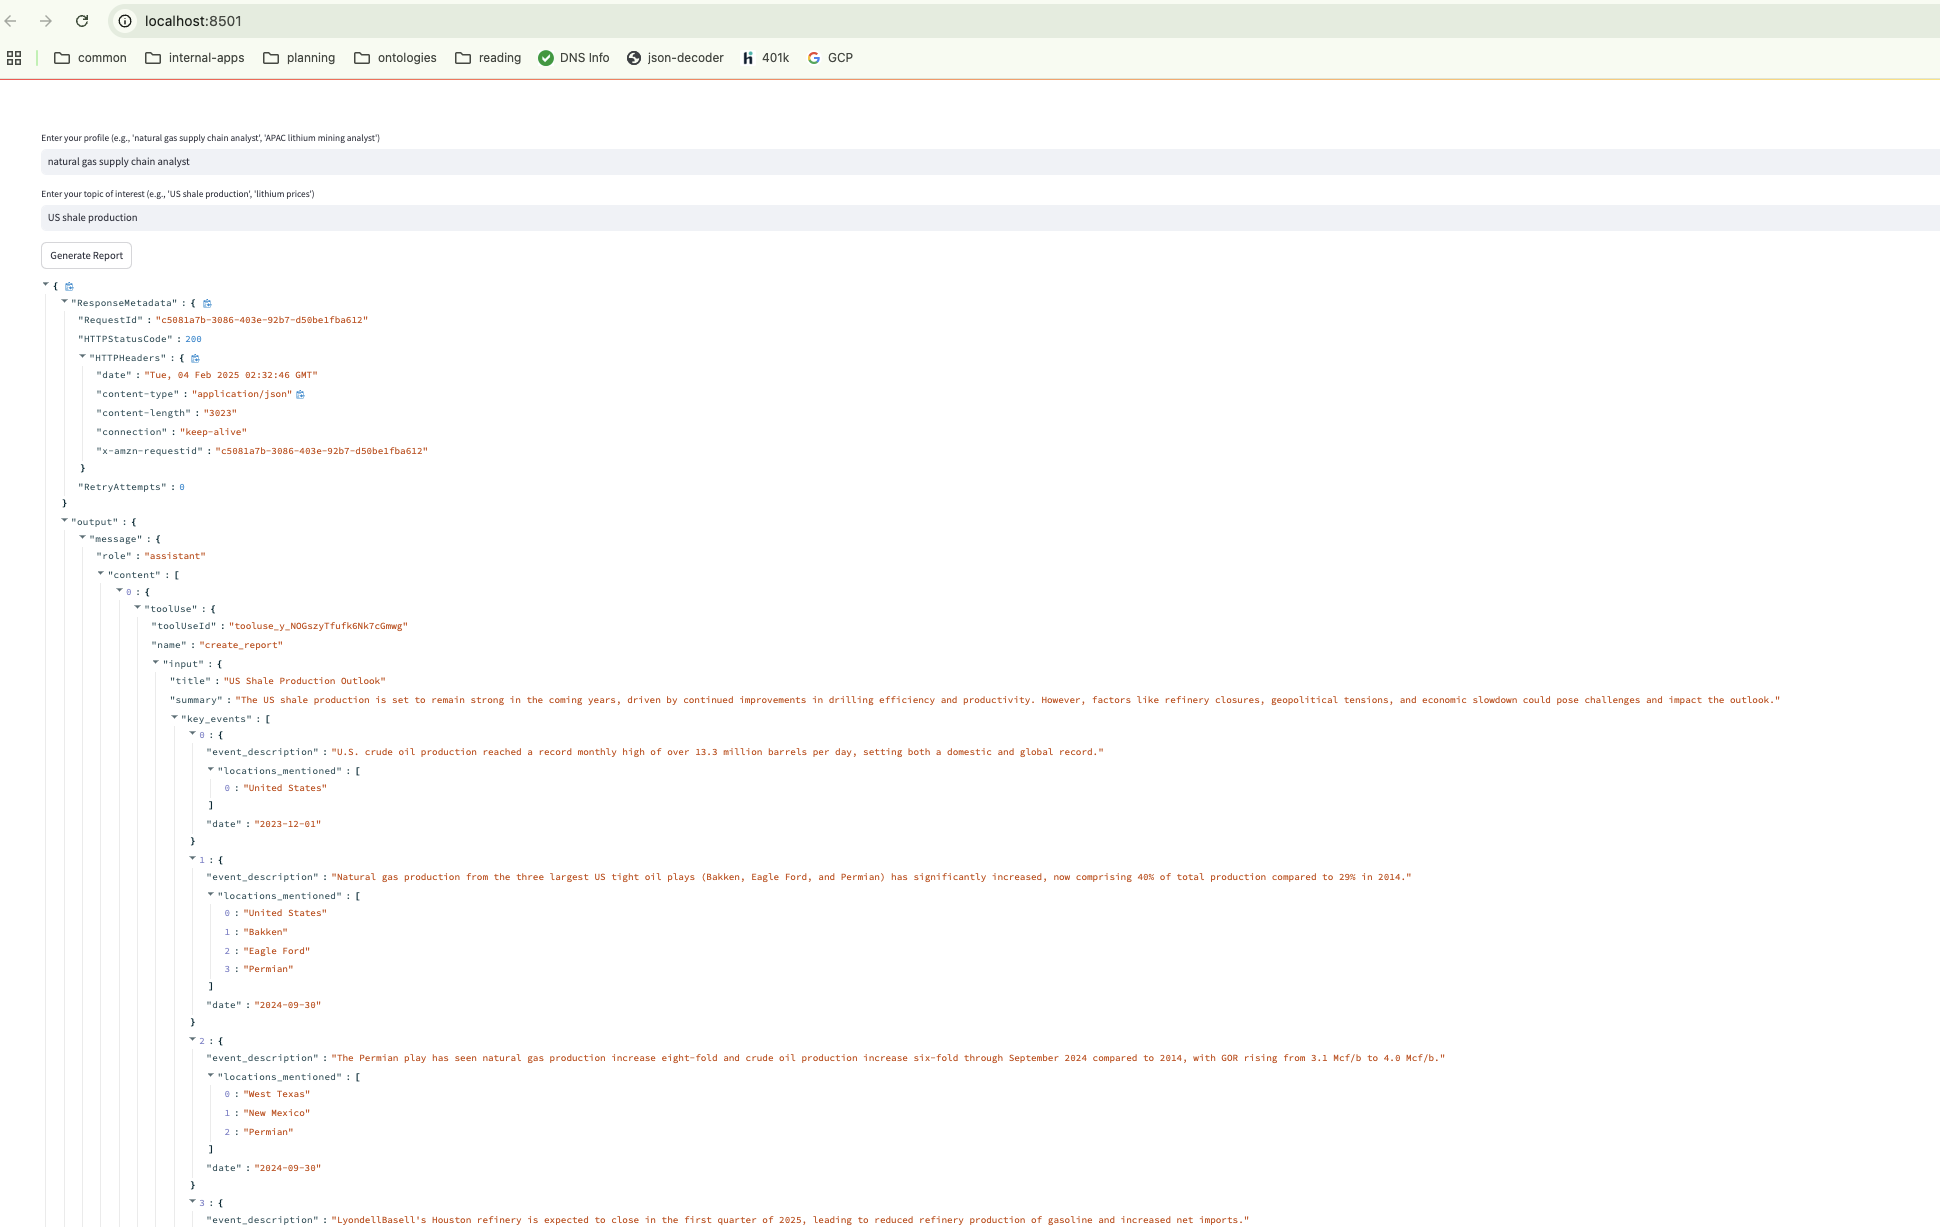 localhost:8501
common internal-apps planning ontologies reading DNS Info json-decoder 401k GCP
Enter your profile (e.g., 'natural gas supply chain analyst', 'APAC lithium mining analyst')
natural gas supply chain analyst
Enter your topic of interest (e.g., 'US shale production', 'lithium prices')
US shale production
Generate Report
{
"ResponseMetadata" : {
"RequestId" : "c5081a7b-3086-403e-92b7-d50be1fba612"
"HTTPStatusCode" : 200
"HTTPHeaders" : {
"date" : "Tue, 04 Feb 2025 02:32:46 GMT"
"content-type" : "application/json"
"content-length" : "3023"
"connection" : "keep-alive"
"x-amzn-requestid" : "c5081a7b-3086-403e-92b7-d50be1fba612"
}
"RetryAttempts" : 0
}
"output" : {
"message" : {
"role" : "assistant"
"content" : [
0 : {
"toolUse" : {
"toolUseId" : "tooluse_y_NOGszyTfufk6Nk7cGmwg"
"name" : "create_report"
"input" : {
"title" : "US Shale Production Outlook"
"summary" : "The US shale production is set to remain strong in the coming years, driven by continued improvements in drilling efficiency and productivity. However, factors like refinery closures, geopolitical tensions, and economic slowdown could pose challenges and impact the outlook."
"key_events" : [
0 : {
"event_description" : "U.S. crude oil production reached a record monthly high of over 13.3 million barrels per day, setting both a domestic and global record."
"locations_mentioned" : [
0 : "United States"
]
"date" : "2023-12-01"
}
1 : {
"event_description" : "Natural gas production from the three largest US tight oil plays (Bakken, Eagle Ford, and Permian) has significantly increased, now comprising 40% of total production compared to 29% in 2014."
"locations_mentioned" : [
0 : "United States"
1 : "Bakken"
2 : "Eagle Ford"
3 : "Permian"
]
"date" : "2024-09-30"
}
2 : {
"event_description" : "The Permian play has seen natural gas production increase eight-fold and crude oil production increase six-fold through September 2024 compared to 2014, with GOR rising from 3.1 Mcf/b to 4.0 Mcf/b."
"locations_mentioned" : [
0 : "West Texas"
1 : "New Mexico"
2 : "Permian"
]
"date" : "2024-09-30"
}
3 : {
"event_description" : "LyondellBasell's Houston refinery is expected to close in the first quarter of 2025, leading to reduced refinery production of gasoline and increased net imports."